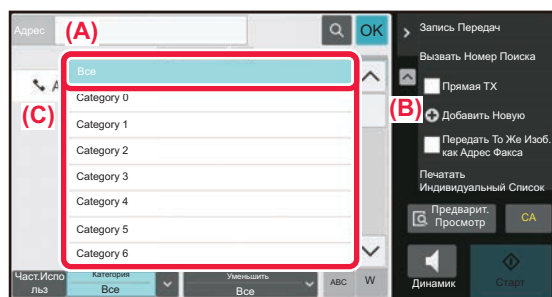 Адрес
(A)
OK
Все
A
(C)
Category 0
Category 1
Category 2
Category 3
Category 4
Category 5
Category 6
Част.Испо
льз
Категория
Все
Уменьшить
Все
ABC
W
Запись Передач
Вызвать Номер Поиска
Прямая TX
(B)
Добавить Новую
Передать То Же Изоб.
как Адрес Факса
Печатать
Индивидуальный Список
Предварит.
Просмотр
CA
Динамик
Старт